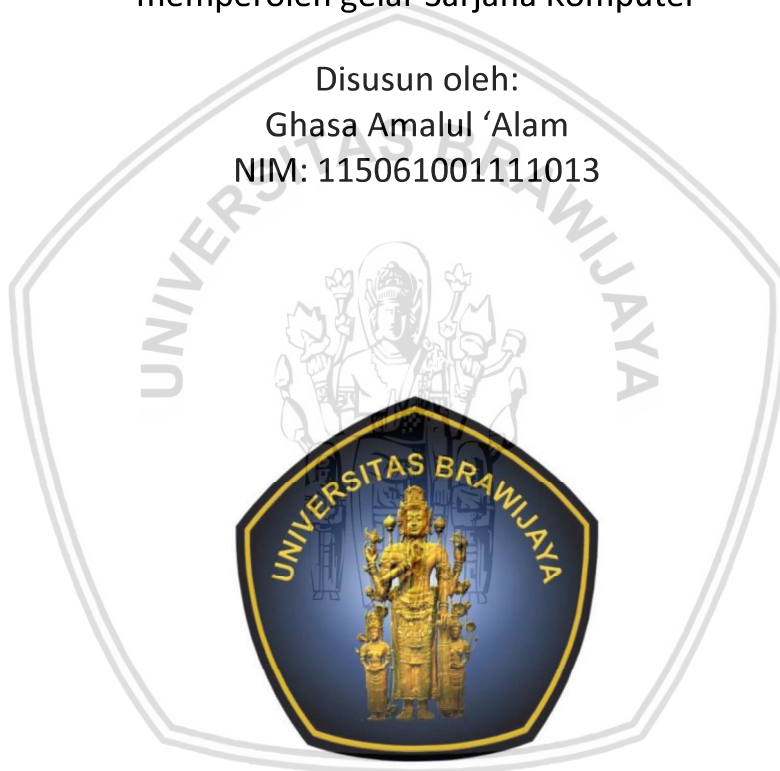 memperoleh gelar Sarjana Komputer
Disusun oleh:
Ghasa Amalul ‘Alam
NIM: 115061001111013
UNIVERSITAS BRAWIJAYA
UNIVERSITAS BRAWIJAYA